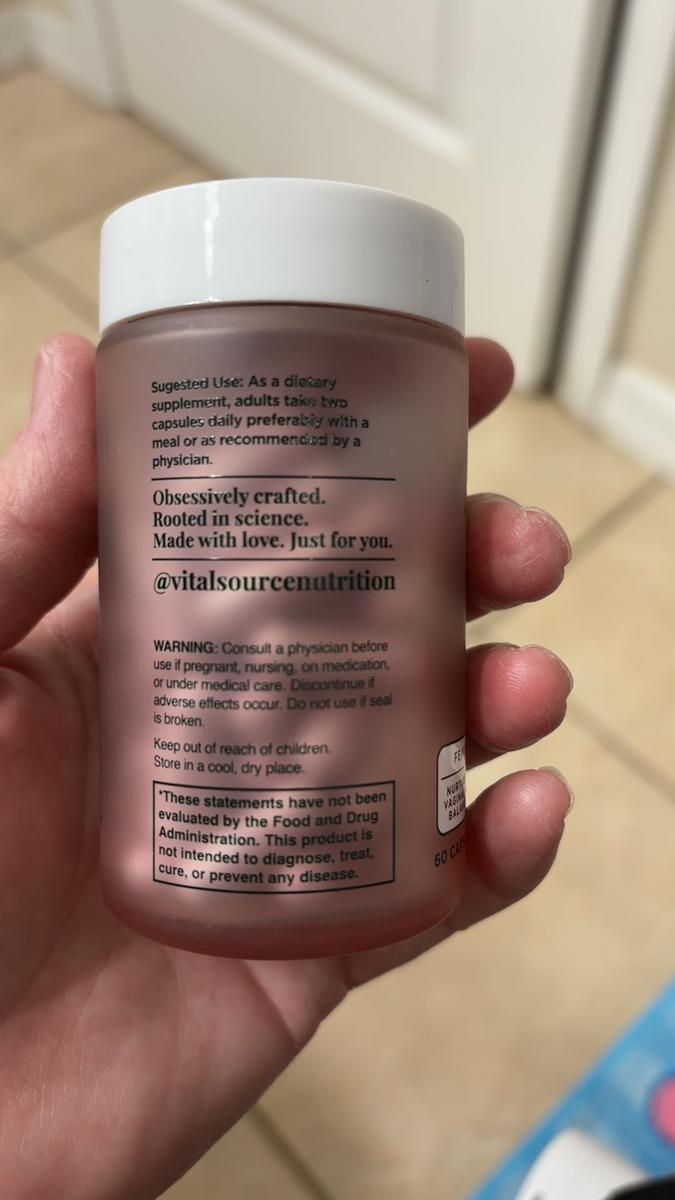 Sugested Use: As a dietary
supplement, adults take two
capsules daily preferably with a
meal or as recommended by a
physician.
Obsessively crafted.
Rooted in science.
Made with love. Just for you.
@vitalsourcenutrition
WARNING: Consult a physician before
use if pregnant, nursing, on medication,
or under medical care. Discontinue if
adverse effects occur. Do not use if seal
is broken.
Keep out of reach of children.
Store in a cool, dry place.
*These statements have not been
evaluated by the Food and Drug
Administration. This product is
not intended to diagnose, treat,
cure, or prevent any disease.
60